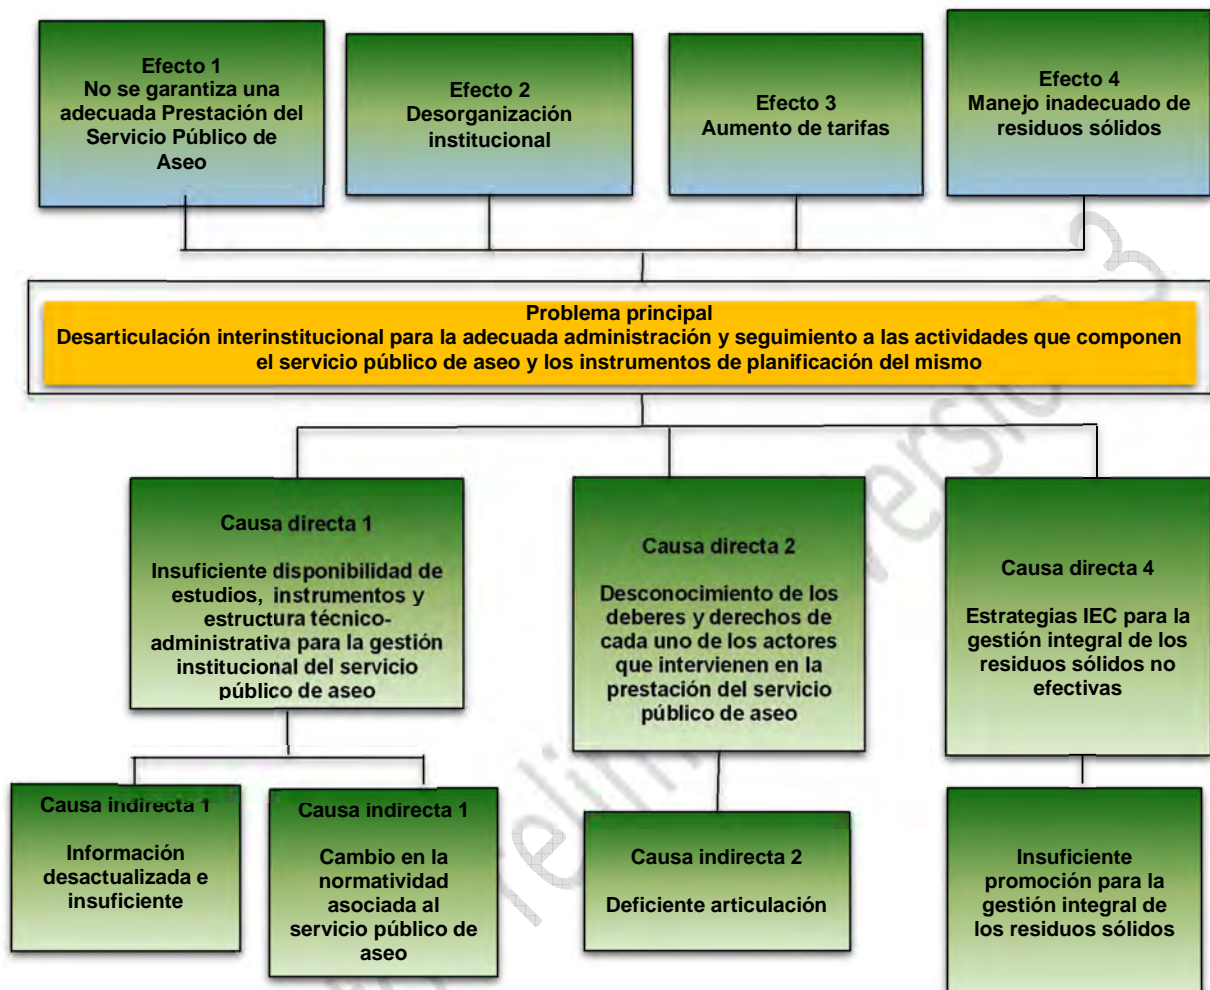 Efecto 1
No se garantiza una
adecuada Prestación del
Servicio Público de
Aseo
Efecto 2
Desorganización
institucional
Efecto 3
Aumento de tarifas
Efecto 4
Manejo inadecuado de
residuos sólidos
Problema principal
Desarticulación interinstitucional para la adecuada administración y seguimiento a las actividades que componen
el servicio público de aseo y los instrumentos de planificación del mismo
Causa directa 1
Insuficiente disponibilidad de
estudios, instrumentos y
estructura técnico-
administrativa para la gestión
institucional del servicio
público de aseo
Causa directa 2
Desconocimiento de los
deberes y derechos de
cada uno de los actores
que intervienen en la
prestación del servicio
público de aseo
Causa directa 4
Estrategias IEC para la
gestión integral de los
residuos sólidos no
efectivas
Causa indirecta 1
Información
desactualizada e
insuficiente
Causa indirecta 1
Cambio en la
normatividad
asociada al
servicio público de
aseo
Causa indirecta 2
Deficiente articulación
Insuficiente
promoción para la
gestión integral de
los residuos sólidos